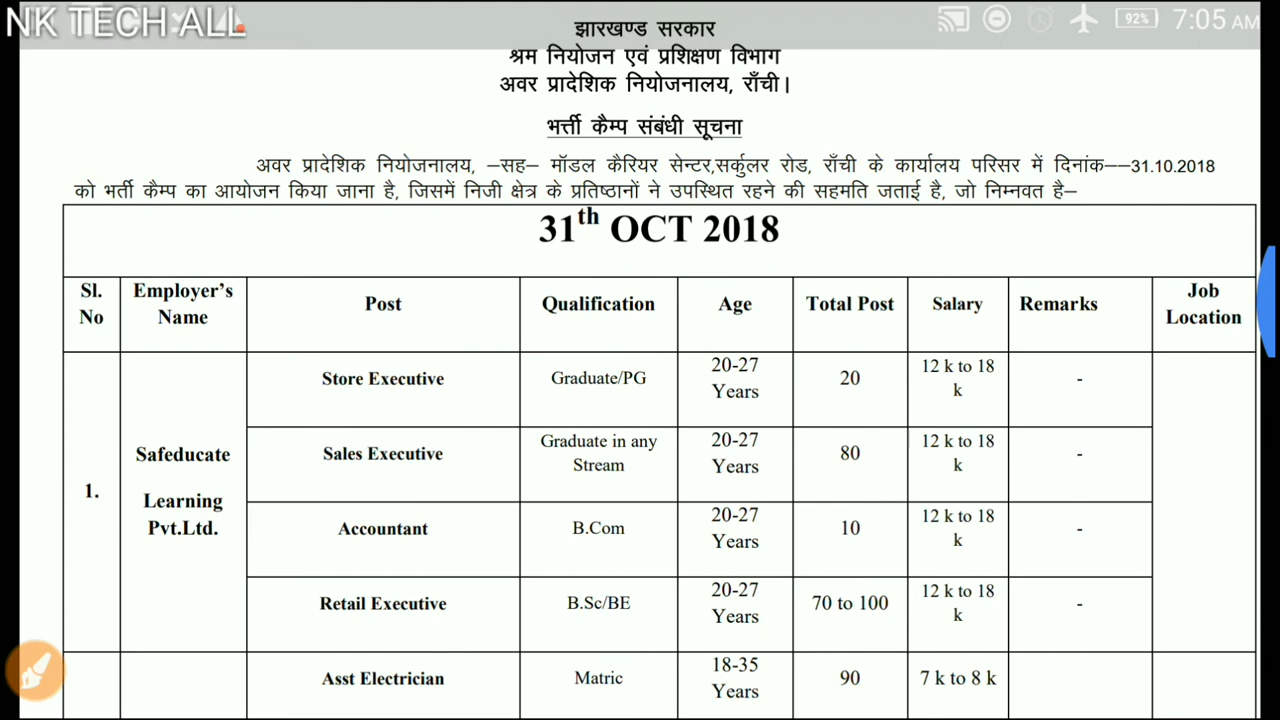 NK TECH ALL
92% 7:05 AM
झारखण्ड सरकार
श्रम नियोजन एवं प्रशिक्षण विभाग
अवर प्रादेशिक नियोजनालय, राँची।
भर्त्ती कैम्प संबंधी सूचना
अवर प्रादेशिक नियोजनालय, –सह– मॉडल कैरियर सेन्टर,सर्कुलर रोड, राँची के कार्यालय परिसर में दिनांक––31.10.2018
को भर्ती कैम्प का आयोजन किया जाना है, जिसमें निजी क्षेत्र के प्रतिष्ठानों ने उपस्थित रहने की सहमति जताई है, जो निम्नवत है–
31th OCT 2018
Sl. No Employer's Name Post Qualification Age Total Post Salary Remarks Job Location
1. Safeducate Learning Pvt.Ltd.
Store Executive Graduate/PG 20-27 Years 20 12 k to 18 k -
Sales Executive Graduate in any Stream 20-27 Years 80 12 k to 18 k -
Accountant B.Com 20-27 Years 10 12 k to 18 k -
Retail Executive B.Sc/BE 20-27 Years 70 to 100 12 k to 18 k -
Asst Electrician Matric 18-35 Years 90 7 k to 8 k